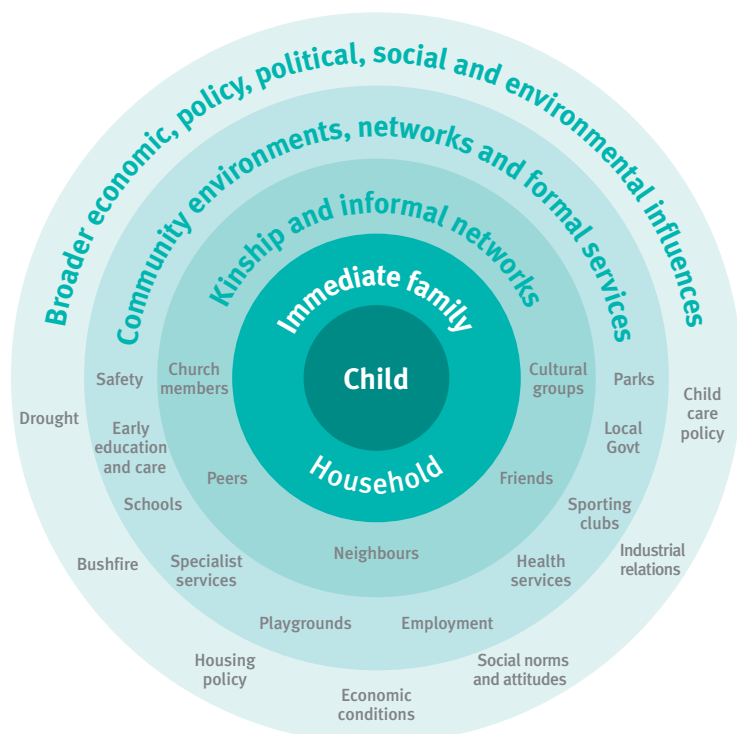 Broader economic, policy, political, social and environmental influences
Community environments, networks and formal services
Kinship and informal networks
Immediate family
Child
Household
Church
members
Cultural
groups
Peers
Friends
Neighbours
Safety
Parks
Early
education
and care
Local
Govt
Schools
Sporting
clubs
Specialist
services
Health
services
Playgrounds
Employment
Drought
Child
care
policy
Bushfire
Industrial
relations
Housing
policy
Social norms
and attitudes
Economic
conditions